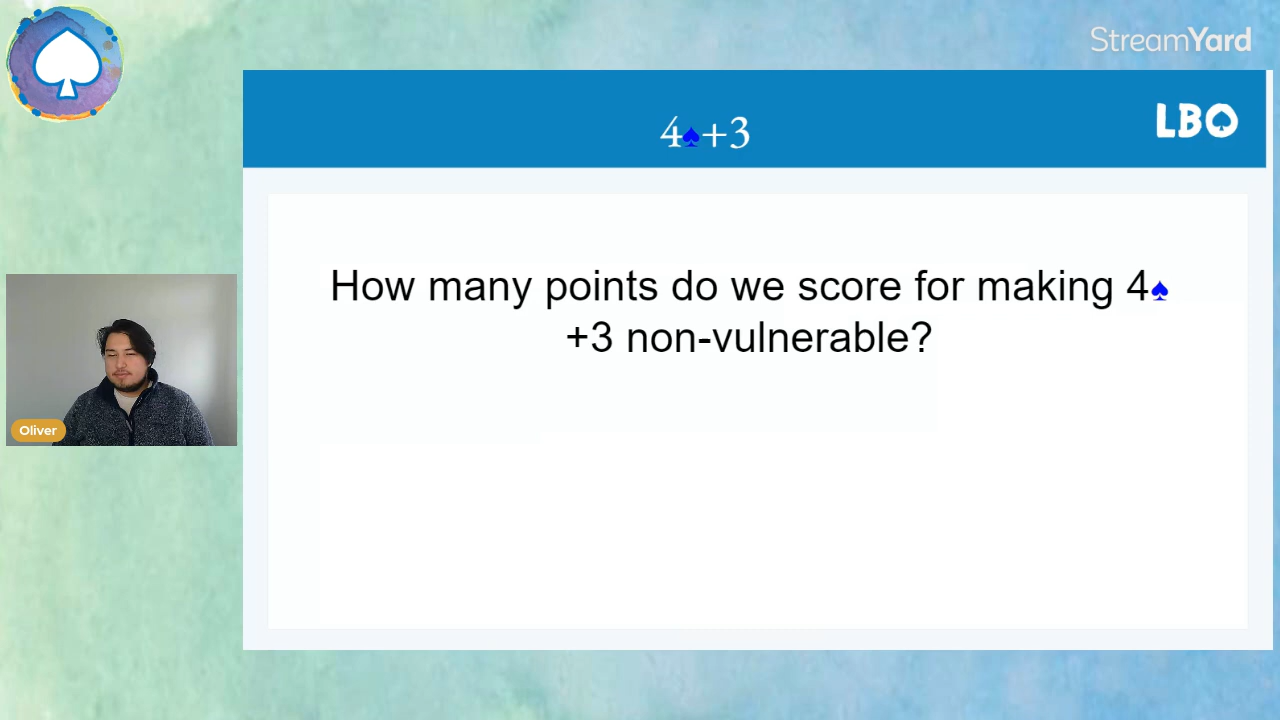 StreamYard
4♠+3
LBO
How many points do we score for making 4♠
+3 non-vulnerable?
Oliver